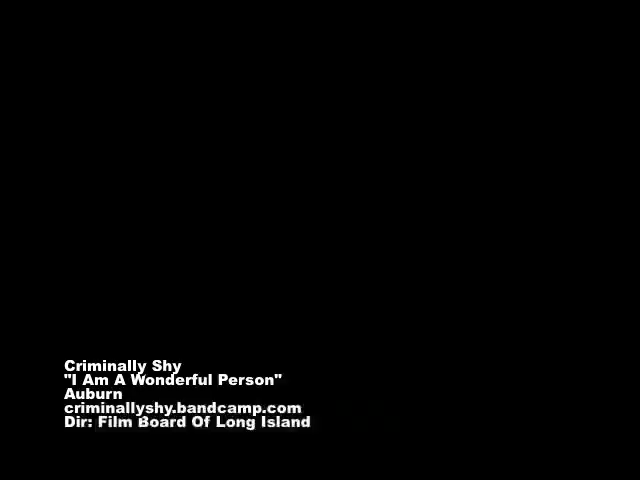 Criminally Shy
"I Am A Wonderful Person"
Auburn
criminallyshy.bandcamp.com
Dir: Film Board Of Long Island